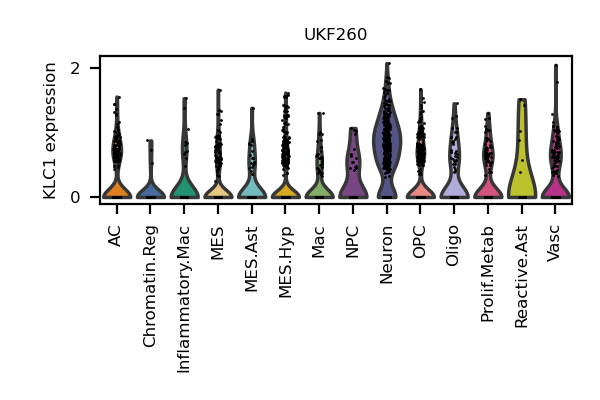 UKF260
KLC1 expression
2
0
AC
Chromatin.Reg
Inflammatory.Mac
MES
MES.Ast
MES.Hyp
Mac
NPC
Neuron
OPC
Oligo
Prolif.Metab
Reactive.Ast
Vasc